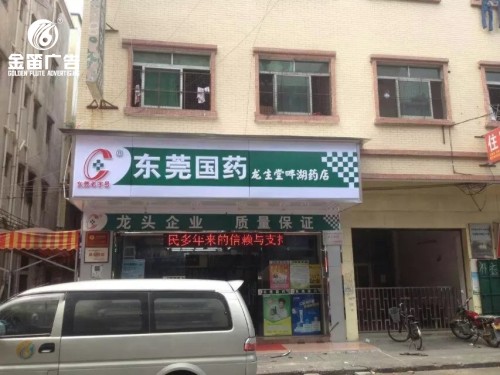 金笛广告
GOLDEN FLUTE ADVERTISING
东莞国药 龙生堂畔湖药店
龙头企业 质量保证
民多年来的信赖与支持
住